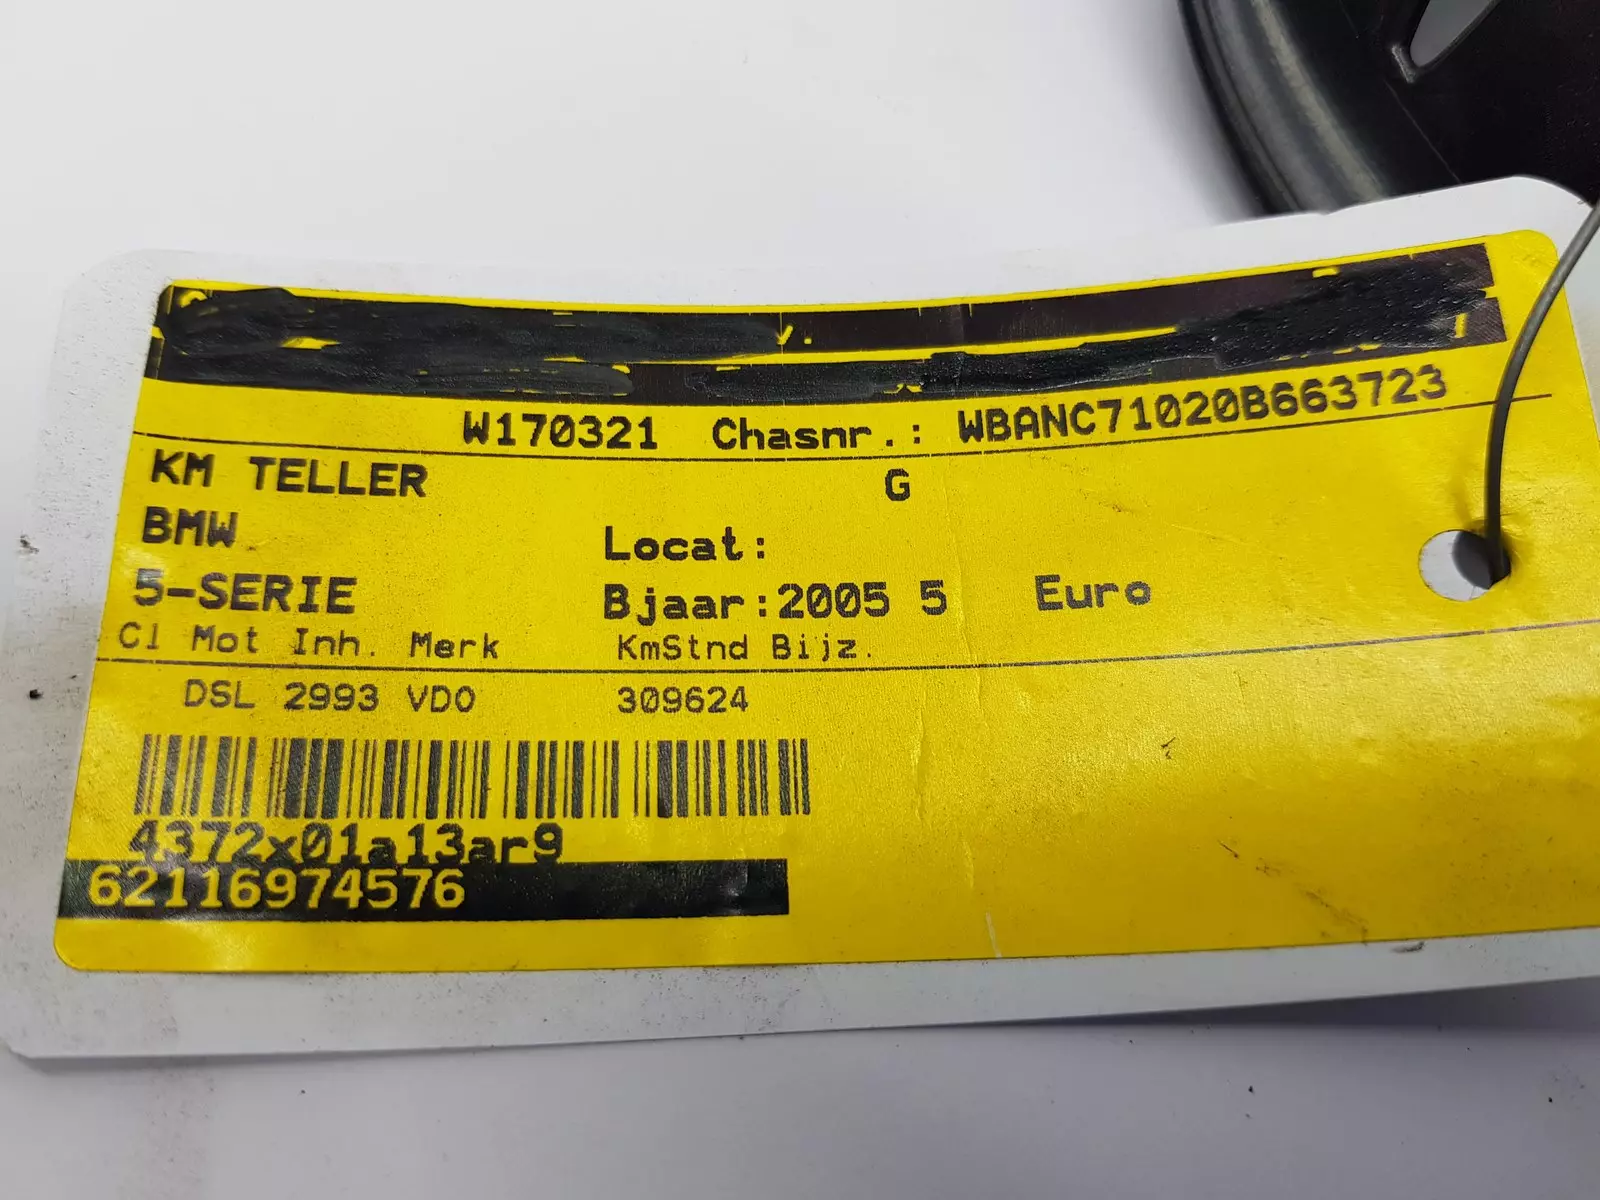 W170321 Chasnr.: WBANC71020B663723
KM TELLER G
BMW Locat:
5-SERIE Bjaar:2005 5 Euro
Cl Mot Inh. Merk KmStnd Bijz.
DSL 2993 VDO 309624
4372x01a13ar9
62116974576